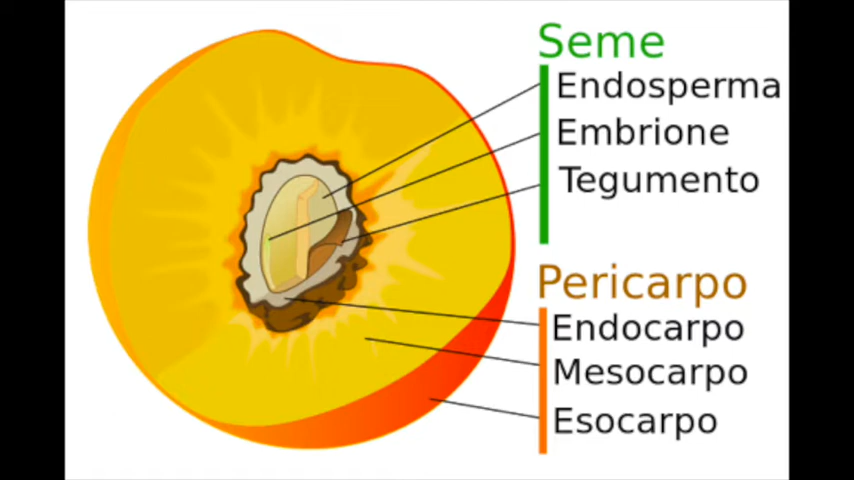 Seme
Endosperma
Embrione
Tegumento
Pericarpo
Endocarpo
Mesocarpo
Esocarpo